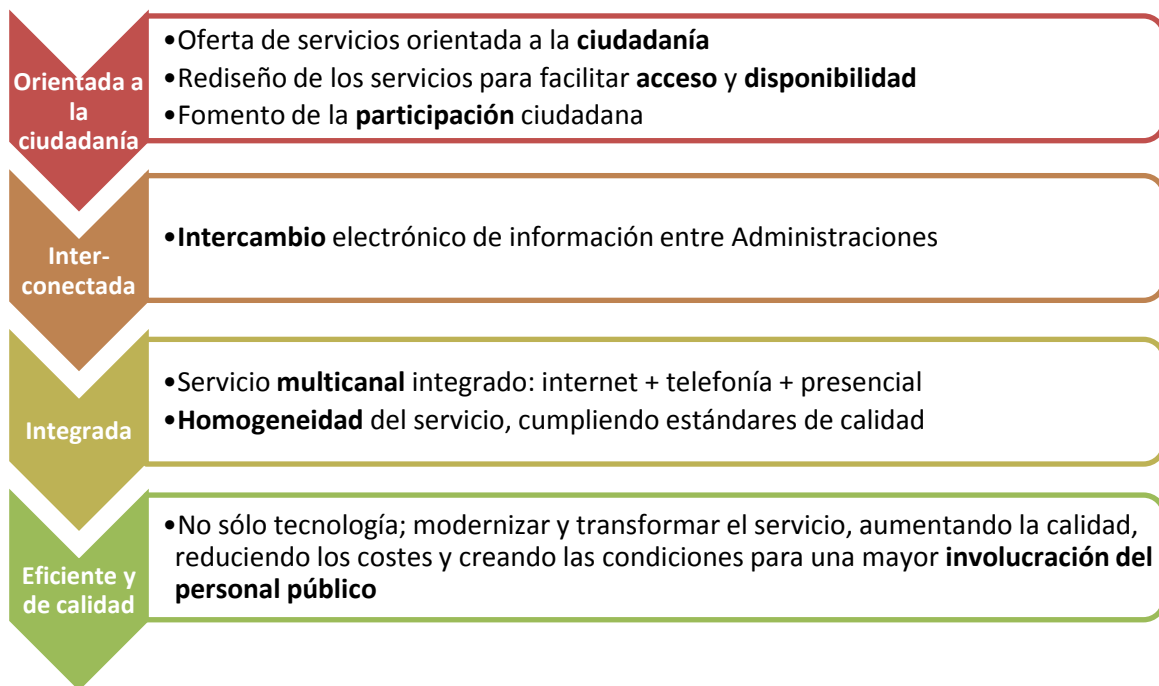 Orientada a
la
ciudadanía
•Oferta de servicios orientada a la ciudadanía
•Rediseño de los servicios para facilitar acceso y disponibilidad
•Fomento de la participación ciudadana
Inter-
conectada
•Intercambio electrónico de información entre Administraciones
Integrada
•Servicio multicanal integrado: internet + telefonía + presencial
•Homogeneidad del servicio, cumpliendo estándares de calidad
Eficiente y
de calidad
•No sólo tecnología; modernizar y transformar el servicio, aumentando la calidad,
reduciendo los costes y creando las condiciones para una mayor involucración del
personal público